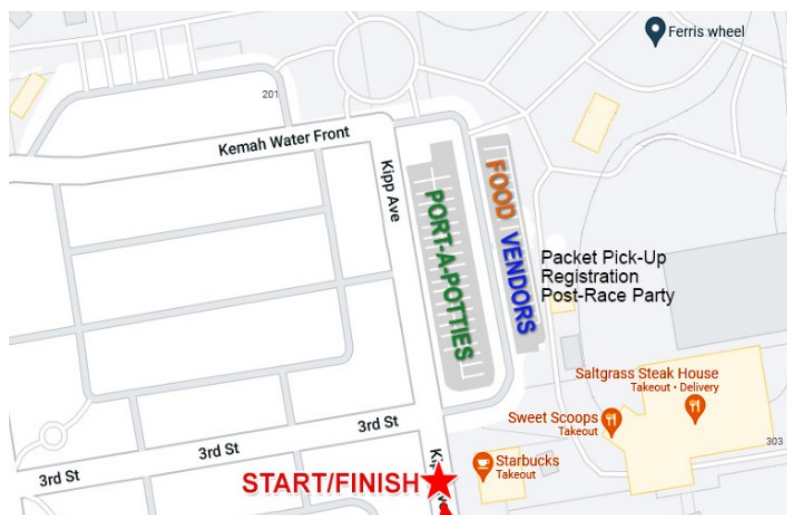 Ferris wheel
201
Kemah Water Front
Kipp Ave
FOOD VENDORS
PORT-A-POTTIES
Packet Pick-Up
Registration
Post-Race Party
Saltgrass Steak House
Takeout • Delivery
Sweet Scoops
Takeout
303
3rd St
3rd St
3rd St
Starbucks
Takeout
START/FINISH